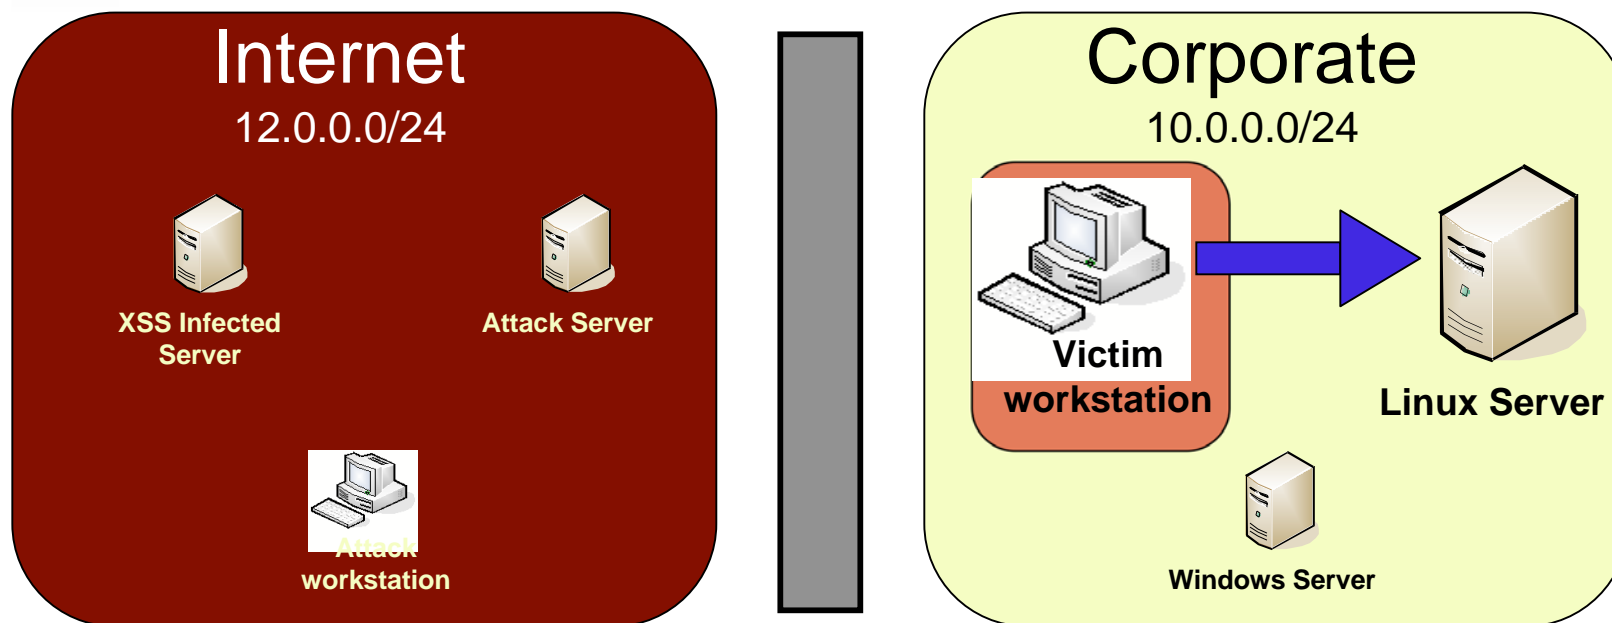 Internet
12.0.0.0/24
XSS Infected
Server
Attack Server
Attack
workstation
Corporate
10.0.0.0/24
Victim
workstation
Linux Server
Windows Server